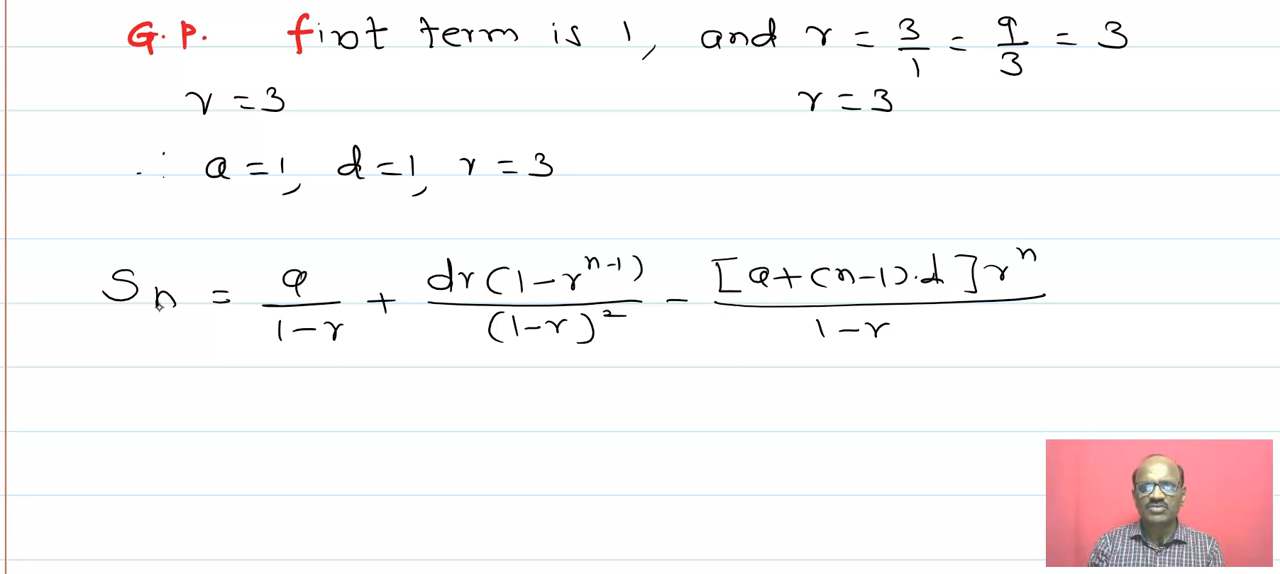 G.P. first term is 1, and r = 3/1 = 9/3 = 3
r = 3 r = 3
∴ a = 1, d = 1, r = 3
Sn = a/(1-r) + dr(1-r^(n-1))/(1-r)^2 - [a+(n-1).d]r^n/(1-r)